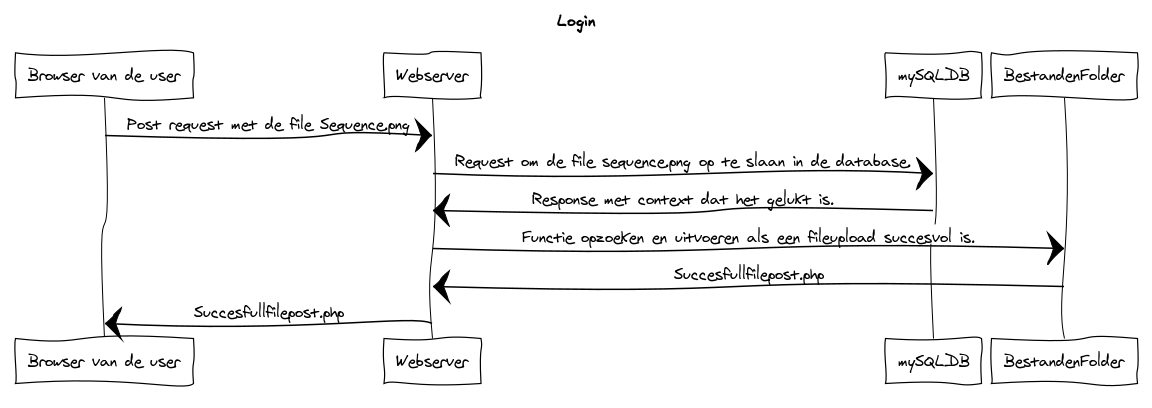 Login
Browser van de user
Webserver
mySQLDB
BestandenFolder
Post request met de file Sequence.png
Request om de file sequence.png op te slaan in de database.
Response met context dat het gelukt is.
Functie opzoeken en uitvoeren als een fileupload succesvol is.
Succesfullfilepost.php
Succesfullfilepost.php
Browser van de user
Webserver
mySQLDB
BestandenFolder